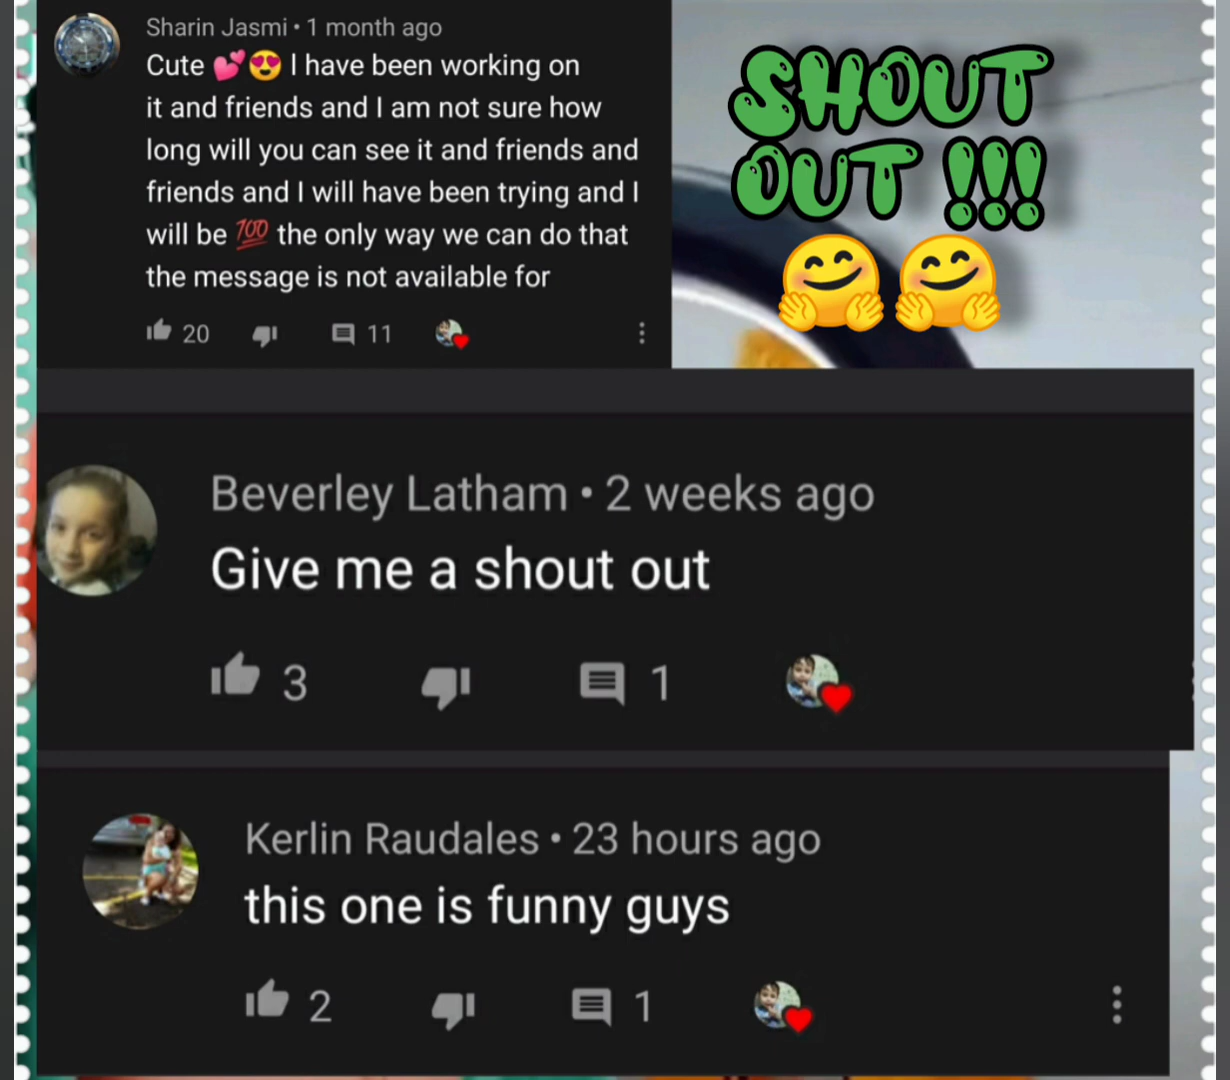 Sharin Jasmi • 1 month ago
Cute 💕😍 I have been working on
it and friends and I am not sure how
long will you can see it and friends and
friends and I will have been trying and I
will be 💯 the only way we can do that
the message is not available for
20 11
SHOUT
OUT !!!
🤗🤗
Beverley Latham • 2 weeks ago
Give me a shout out
3 1
Kerlin Raudales • 23 hours ago
this one is funny guys
2 1